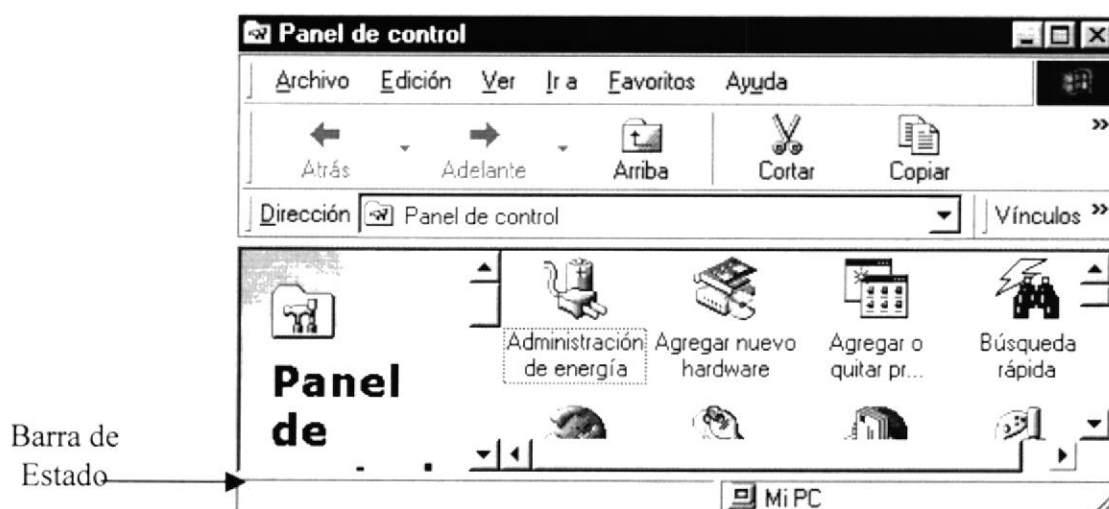 Panel de control
Archivo Edición Ver Ir a Favoritos Ayuda
Atrás Adelante Arriba Cortar Copiar »
Dirección Panel de control Vínculos »
Administración de energía
Agregar nuevo hardware
Agregar o quitar pr...
Búsqueda rápida
Panel
de
Barra de
Estado
Mi PC